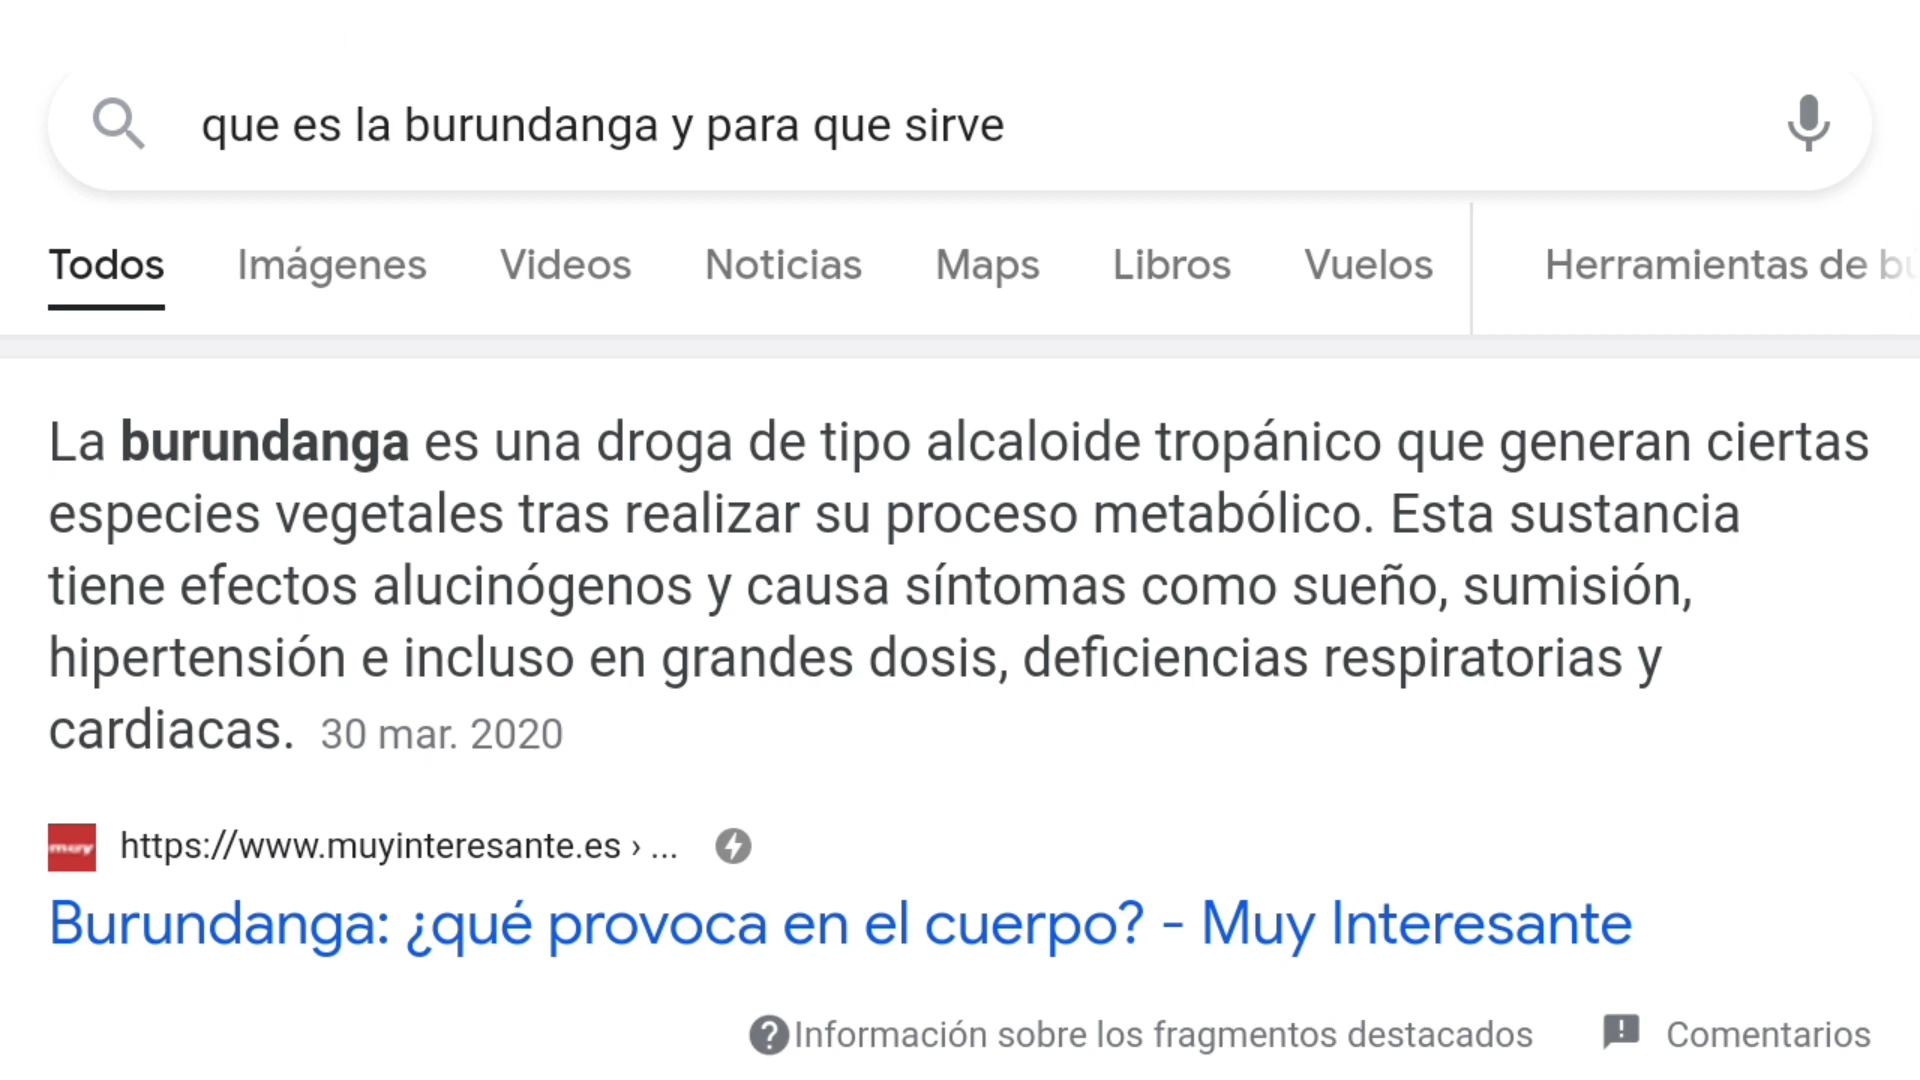 que es la burundanga y para que sirve
Todos Imágenes Videos Noticias Maps Libros Vuelos Herramientas de bu
La burundanga es una droga de tipo alcaloide tropánico que generan ciertas
especies vegetales tras realizar su proceso metabólico. Esta sustancia
tiene efectos alucinógenos y causa síntomas como sueño, sumisión,
hipertensión e incluso en grandes dosis, deficiencias respiratorias y
cardiacas. 30 mar. 2020
muy https://www.muyinteresante.es › ...
Burundanga: ¿qué provoca en el cuerpo? - Muy Interesante
Información sobre los fragmentos destacados Comentarios